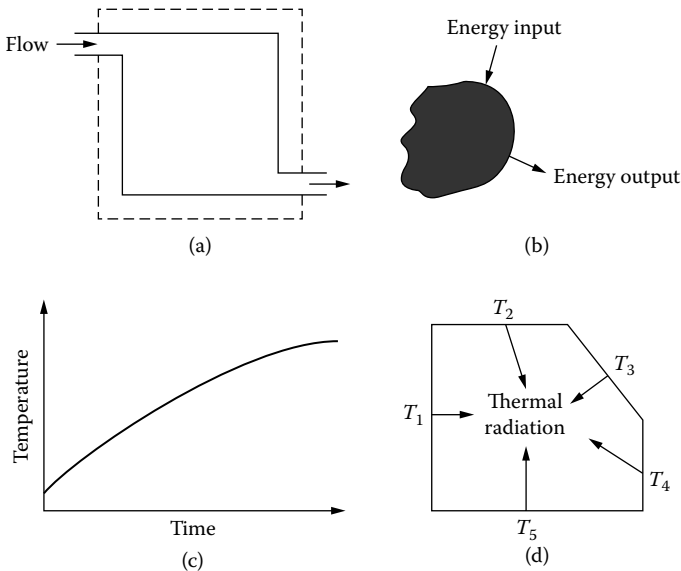 Flow
(a)
Energy input
Energy output
(b)
Temperature
Time
(c)
T2
T3
T1
Thermal
radiation
T4
T5
(d)